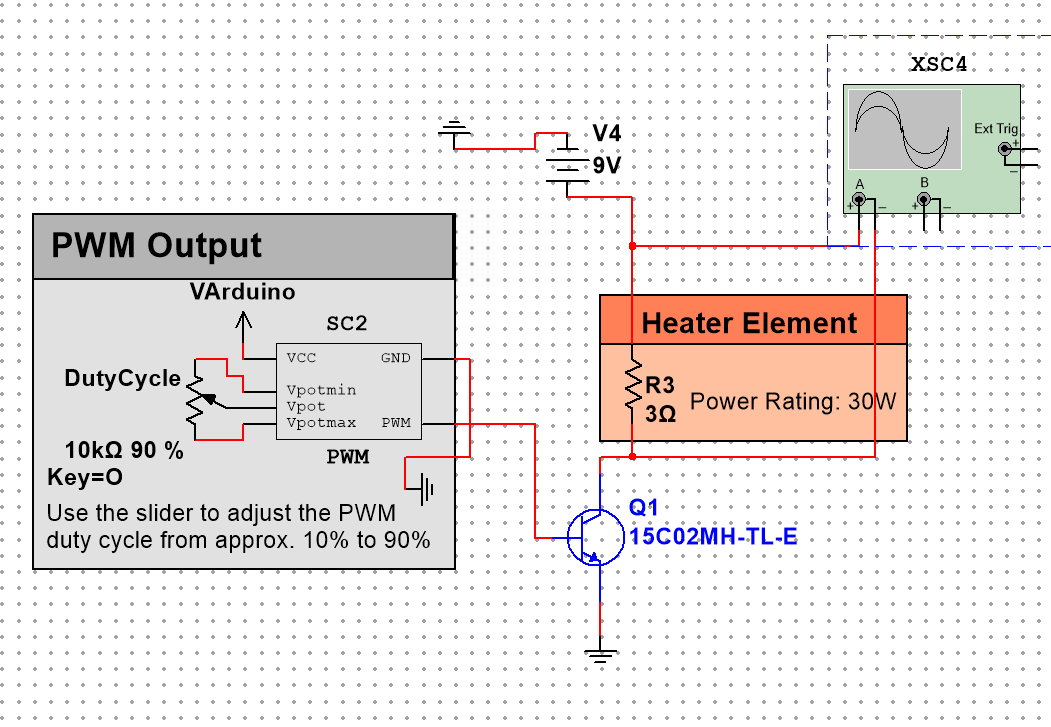 XSC4
Ext Trig
+
−
A
B
+ −
+ −
V4
9V
PWM Output
VArduino
SC2
VCC GND
Vpotmin
Vpot
Vpotmax PWM
PWM
DutyCycle
10kΩ 90 %
Key=O
Use the slider to adjust the PWM
duty cycle from approx. 10% to 90%
Heater Element
R3
3Ω
Power Rating: 30W
Q1
15C02MH-TL-E